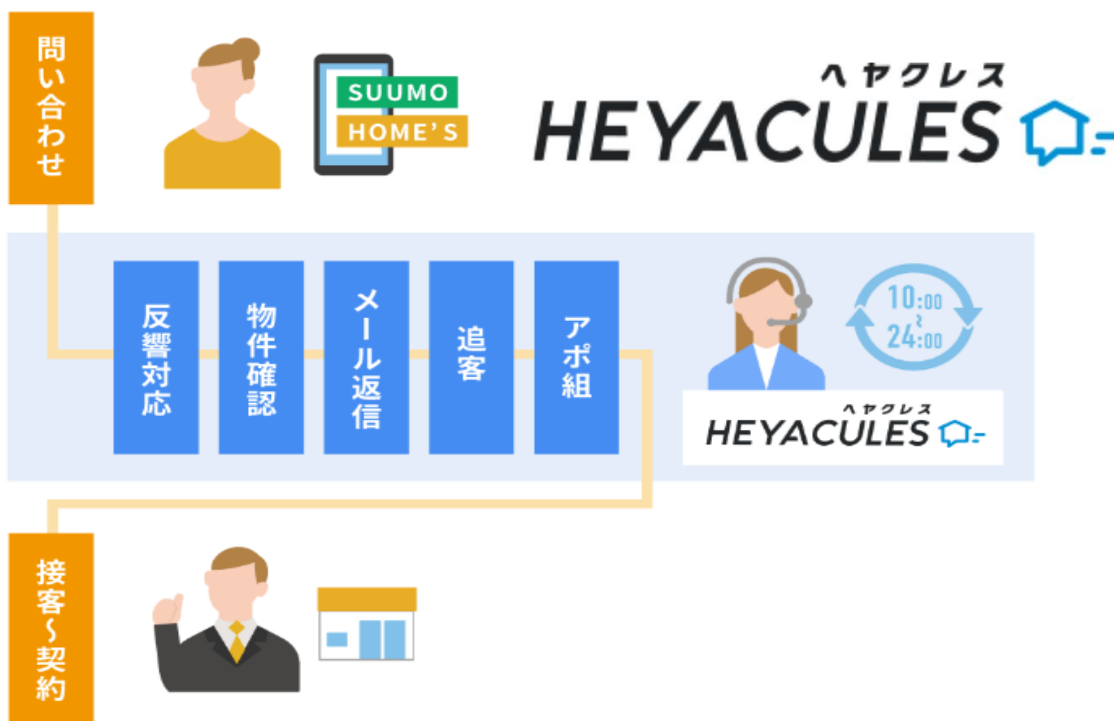 問い合わせ
SUUMO
HOME'S
ヘヤクレス
HEYACULES
反響対応
物件確認
メール返信
追客
アポ組
10:00
~
24:00
ヘヤクレス
HEYACULES
接客~契約